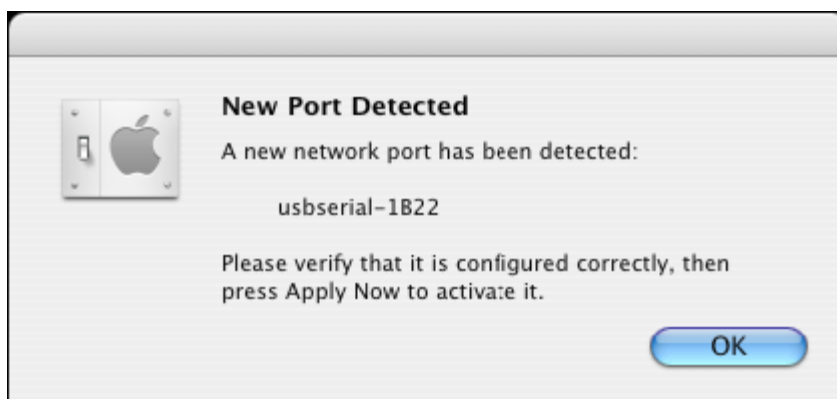 New Port Detected
A new network port has been detected:
usbserial-1B22
Please verify that it is configured correctly, then
press Apply Now to activate it.
OK